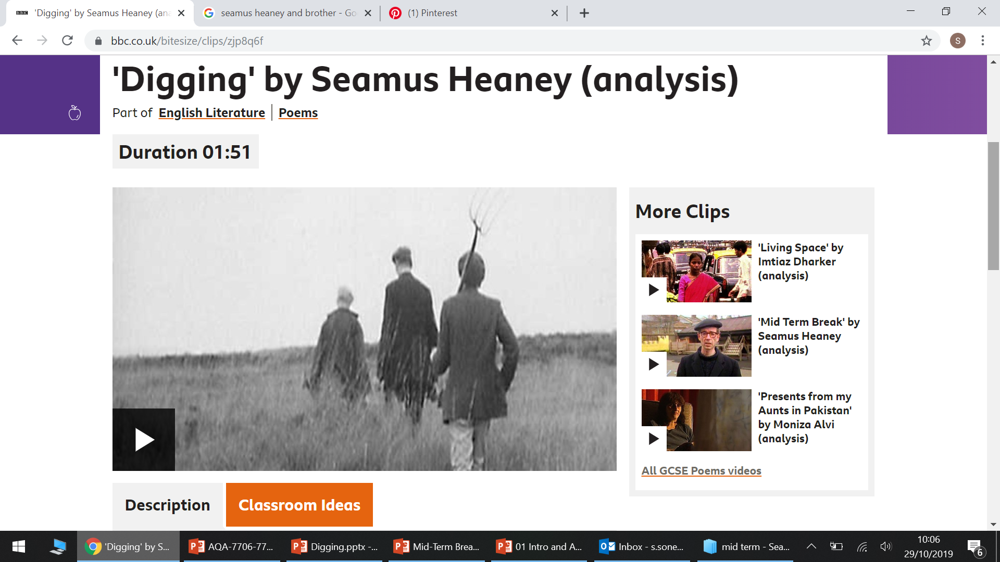 BBC 'Digging' by Seamus Heaney (ana
seamus heaney and brother - Go
(1) Pinterest
bbc.co.uk/bitesize/clips/zjp8q6f
S
'Digging' by Seamus Heaney (analysis)
Part of English Literature | Poems
Duration 01:51
More Clips
'Living Space' by
Imtiaz Dharker
(analysis)
'Mid Term Break' by
Seamus Heaney
(analysis)
'Presents from my
Aunts in Pakistan'
by Moniza Alvi
(analysis)
All GCSE Poems videos
Description
Classroom Ideas
'Digging' by S...
AQA-7706-77...
Digging.pptx -...
Mid-Term Brea...
01 Intro and A...
Inbox - s.sone...
mid term - Sea...
10:06
29/10/2019
6